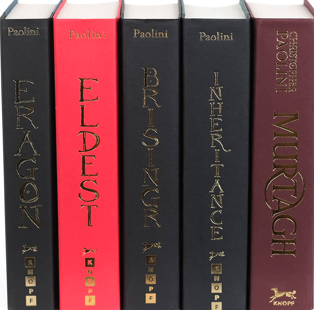 Paolini
ERAGON
KNOPF
Paolini
ELDEST
KNOPF
Paolini
BRISINGR
KNOPF
Paolini
INHERITANCE
KNOPF
CHRISTOPHER
PAOLINI
MURTAGH
KNOPF